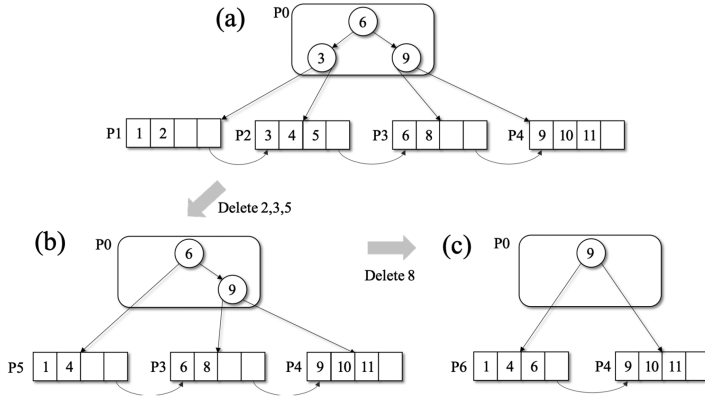 (a)
P0
6
3
9
P1 1 2
P2 3 4 5
P3 6 8
P4 9 10 11
Delete 2,3,5
(b)
P0
6
9
P5 1 4
P3 6 8
P4 9 10 11
Delete 8
(c)
P0
9
P6 1 4 6
P4 9 10 11